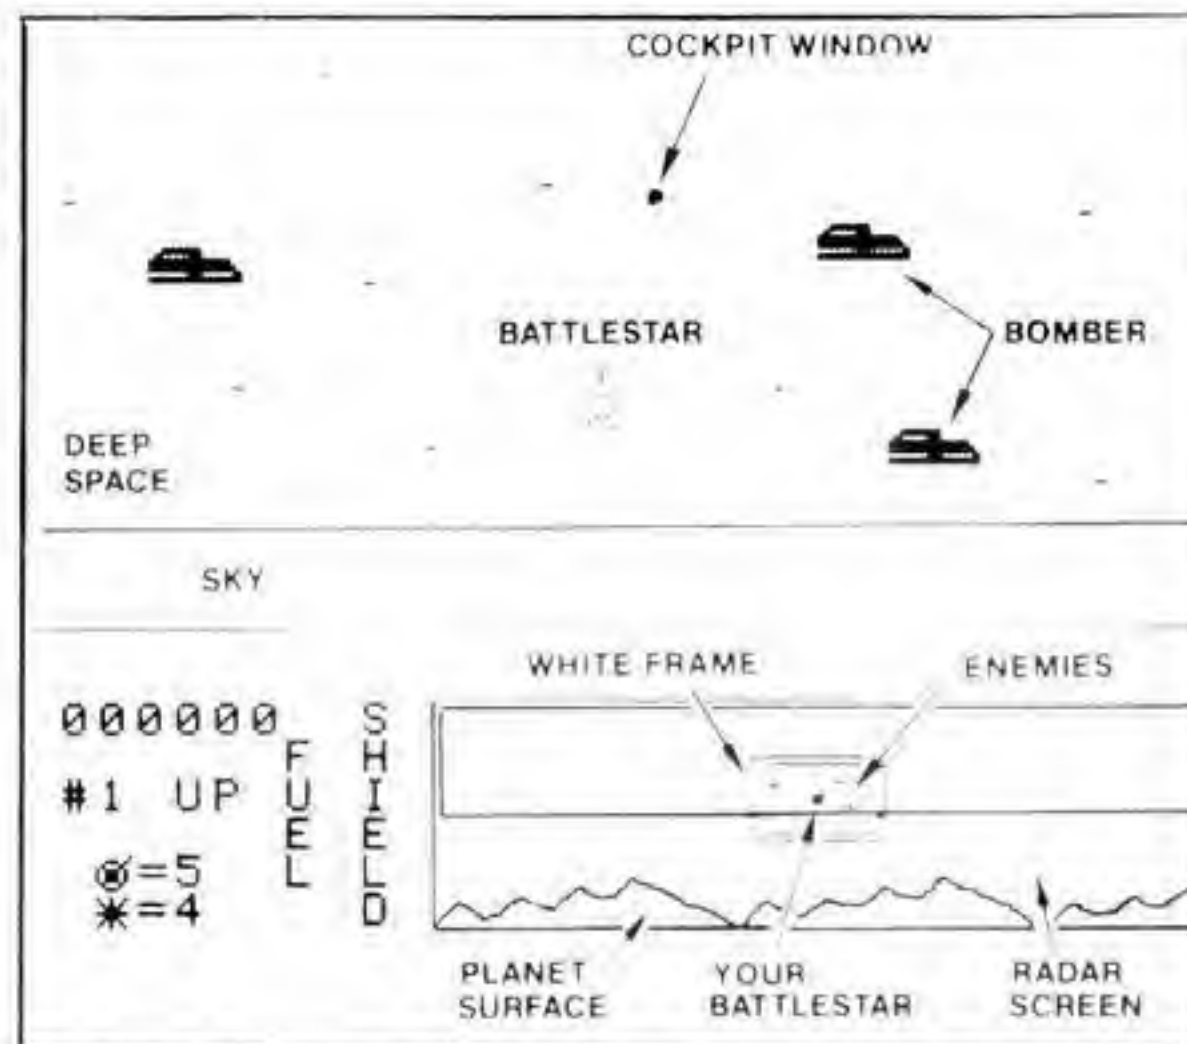 COCKPIT WINDOW
BATTLESTAR
BOMBER
DEEP
SPACE
SKY
WHITE FRAME
ENEMIES
000000
#1 UP
=5
=4
FUEL
SHIELD
PLANET
SURFACE
YOUR
BATTLESTAR
RADAR
SCREEN